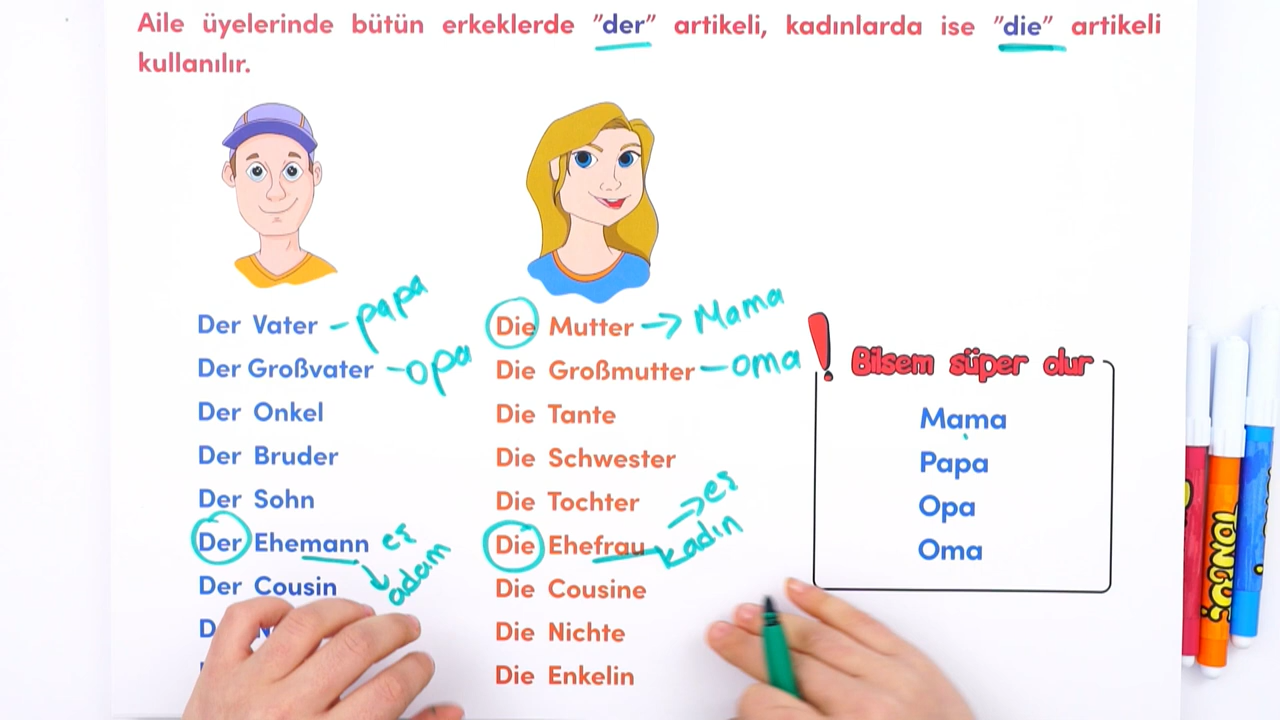 Aile üyelerinde bütün erkeklerde ”der” artikeli, kadınlarda ise ”die” artikeli
kullanılır.
Der Vater - papa
Der Großvater - opa
Der Onkel
Der Bruder
Der Sohn
Der Ehemann eş
adam
Der Cousin
Die Mutter → Mama
Die Großmutter - oma
Die Tante
Die Schwester
Die Tochter
Die Ehefrau → eş
kadın
Die Cousine
Die Nichte
Die Enkelin
! Bilsem süper olur
Mama
Papa
Opa
Oma
TONGUÇ